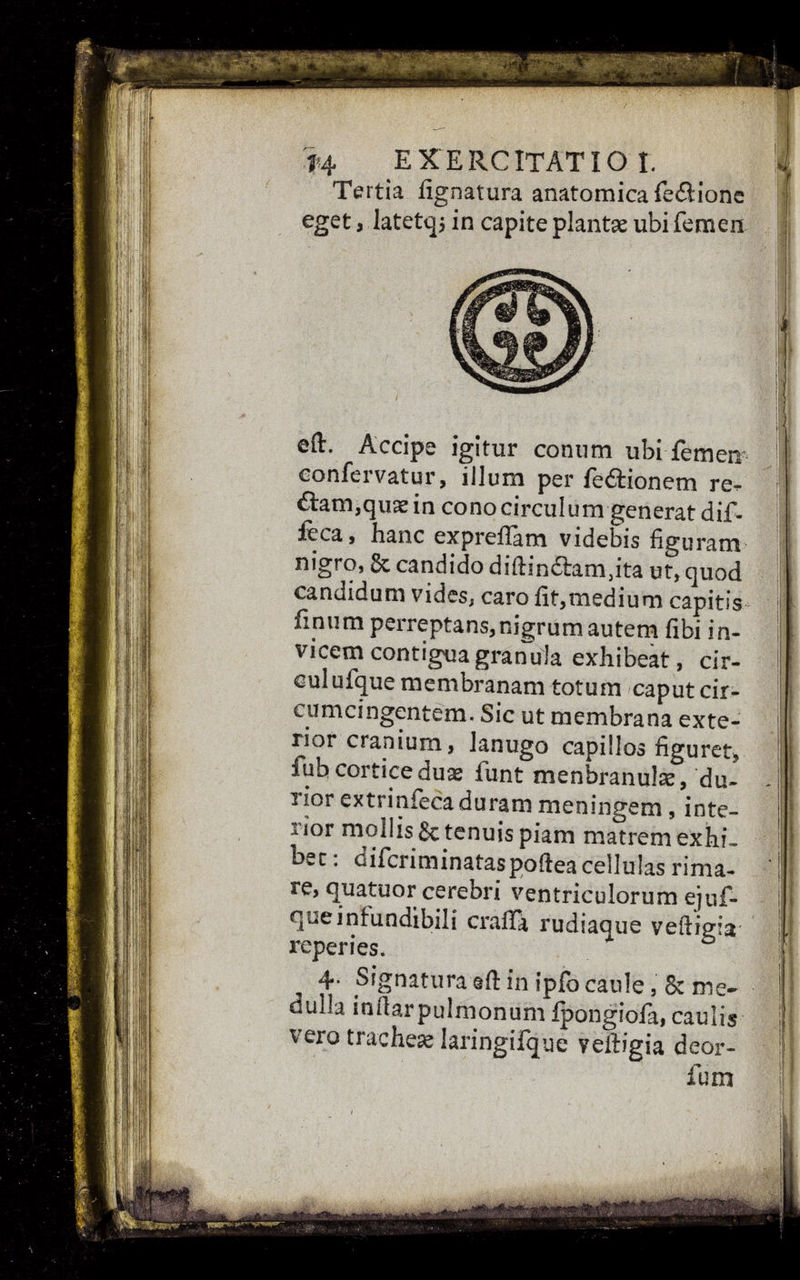 14 EXERCITATIO I.
Tertia ſignatura anatomica ſectione
eget, latetq; in capite plantæ ubi ſemen
eſt. Accipe igitur conum ubi ſemen
conſervatur, illum per ſectionem re-
ctam, quæ in cono circulum generat diſ-
ſeca, hanc expreſſam videbis figuram
nigro, & candido diſtinctam, ita ut, quod
candidum vides, caro ſit, medium capitis
ſinum perreptans, nigrum autem ſibi in-
vicem contigua granula exhibeat, cir-
culuſque membranam totum caput cir-
cumcingentem. Sic ut membrana exte-
rior cranium, lanugo capillos figuret,
ſub cortice duæ ſunt menbranulæ, du-
rior extrinſeca duram meningem, inte-
rior mollis & tenuis piam matrem exhi-
bet: diſcriminatas poſtea cellulas rima-
re, quatuor cerebri ventriculorum ejuſ-
que infundibili craſſa rudiaque veſtigia
reperies.
4. Signatura eſt in ipſo caule, & me-
dulla inſtar pulmonum ſpongioſa, caulis
vero tracheæ laringiſque veſtigia deor-
ſum